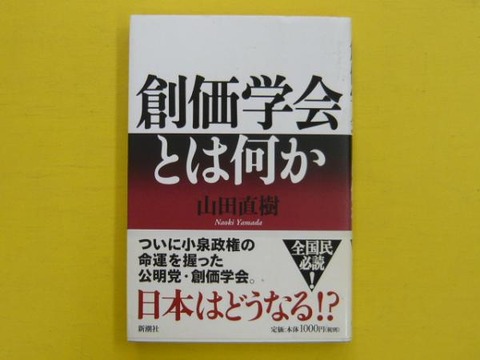 創価学会
とは何か
山田直樹
Naoki Yamada
ついに小泉政権の
命運を握った
公明党・創価学会。
全国民
必読!
日本はどうなる!?
新潮社
定価:本体1000円(税別)